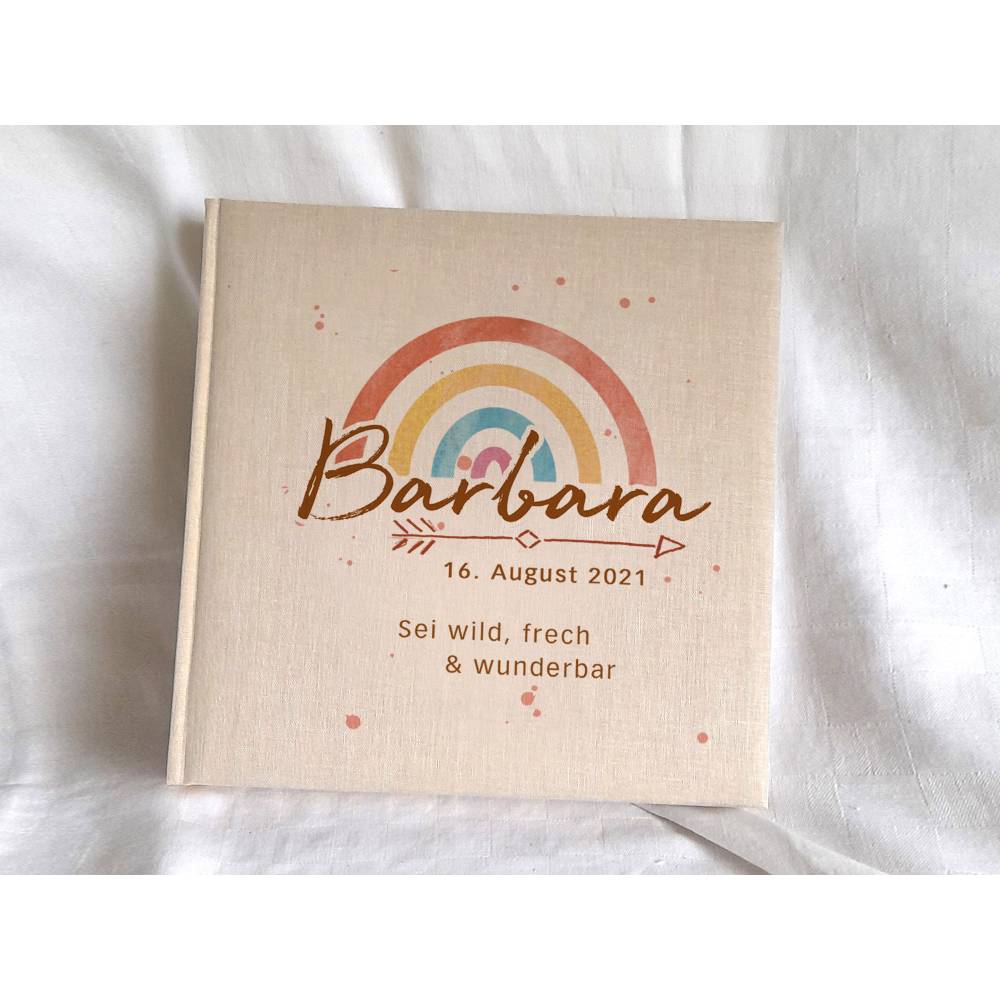 Barbara
16. August 2021
Sei wild, frech
& wunderbar